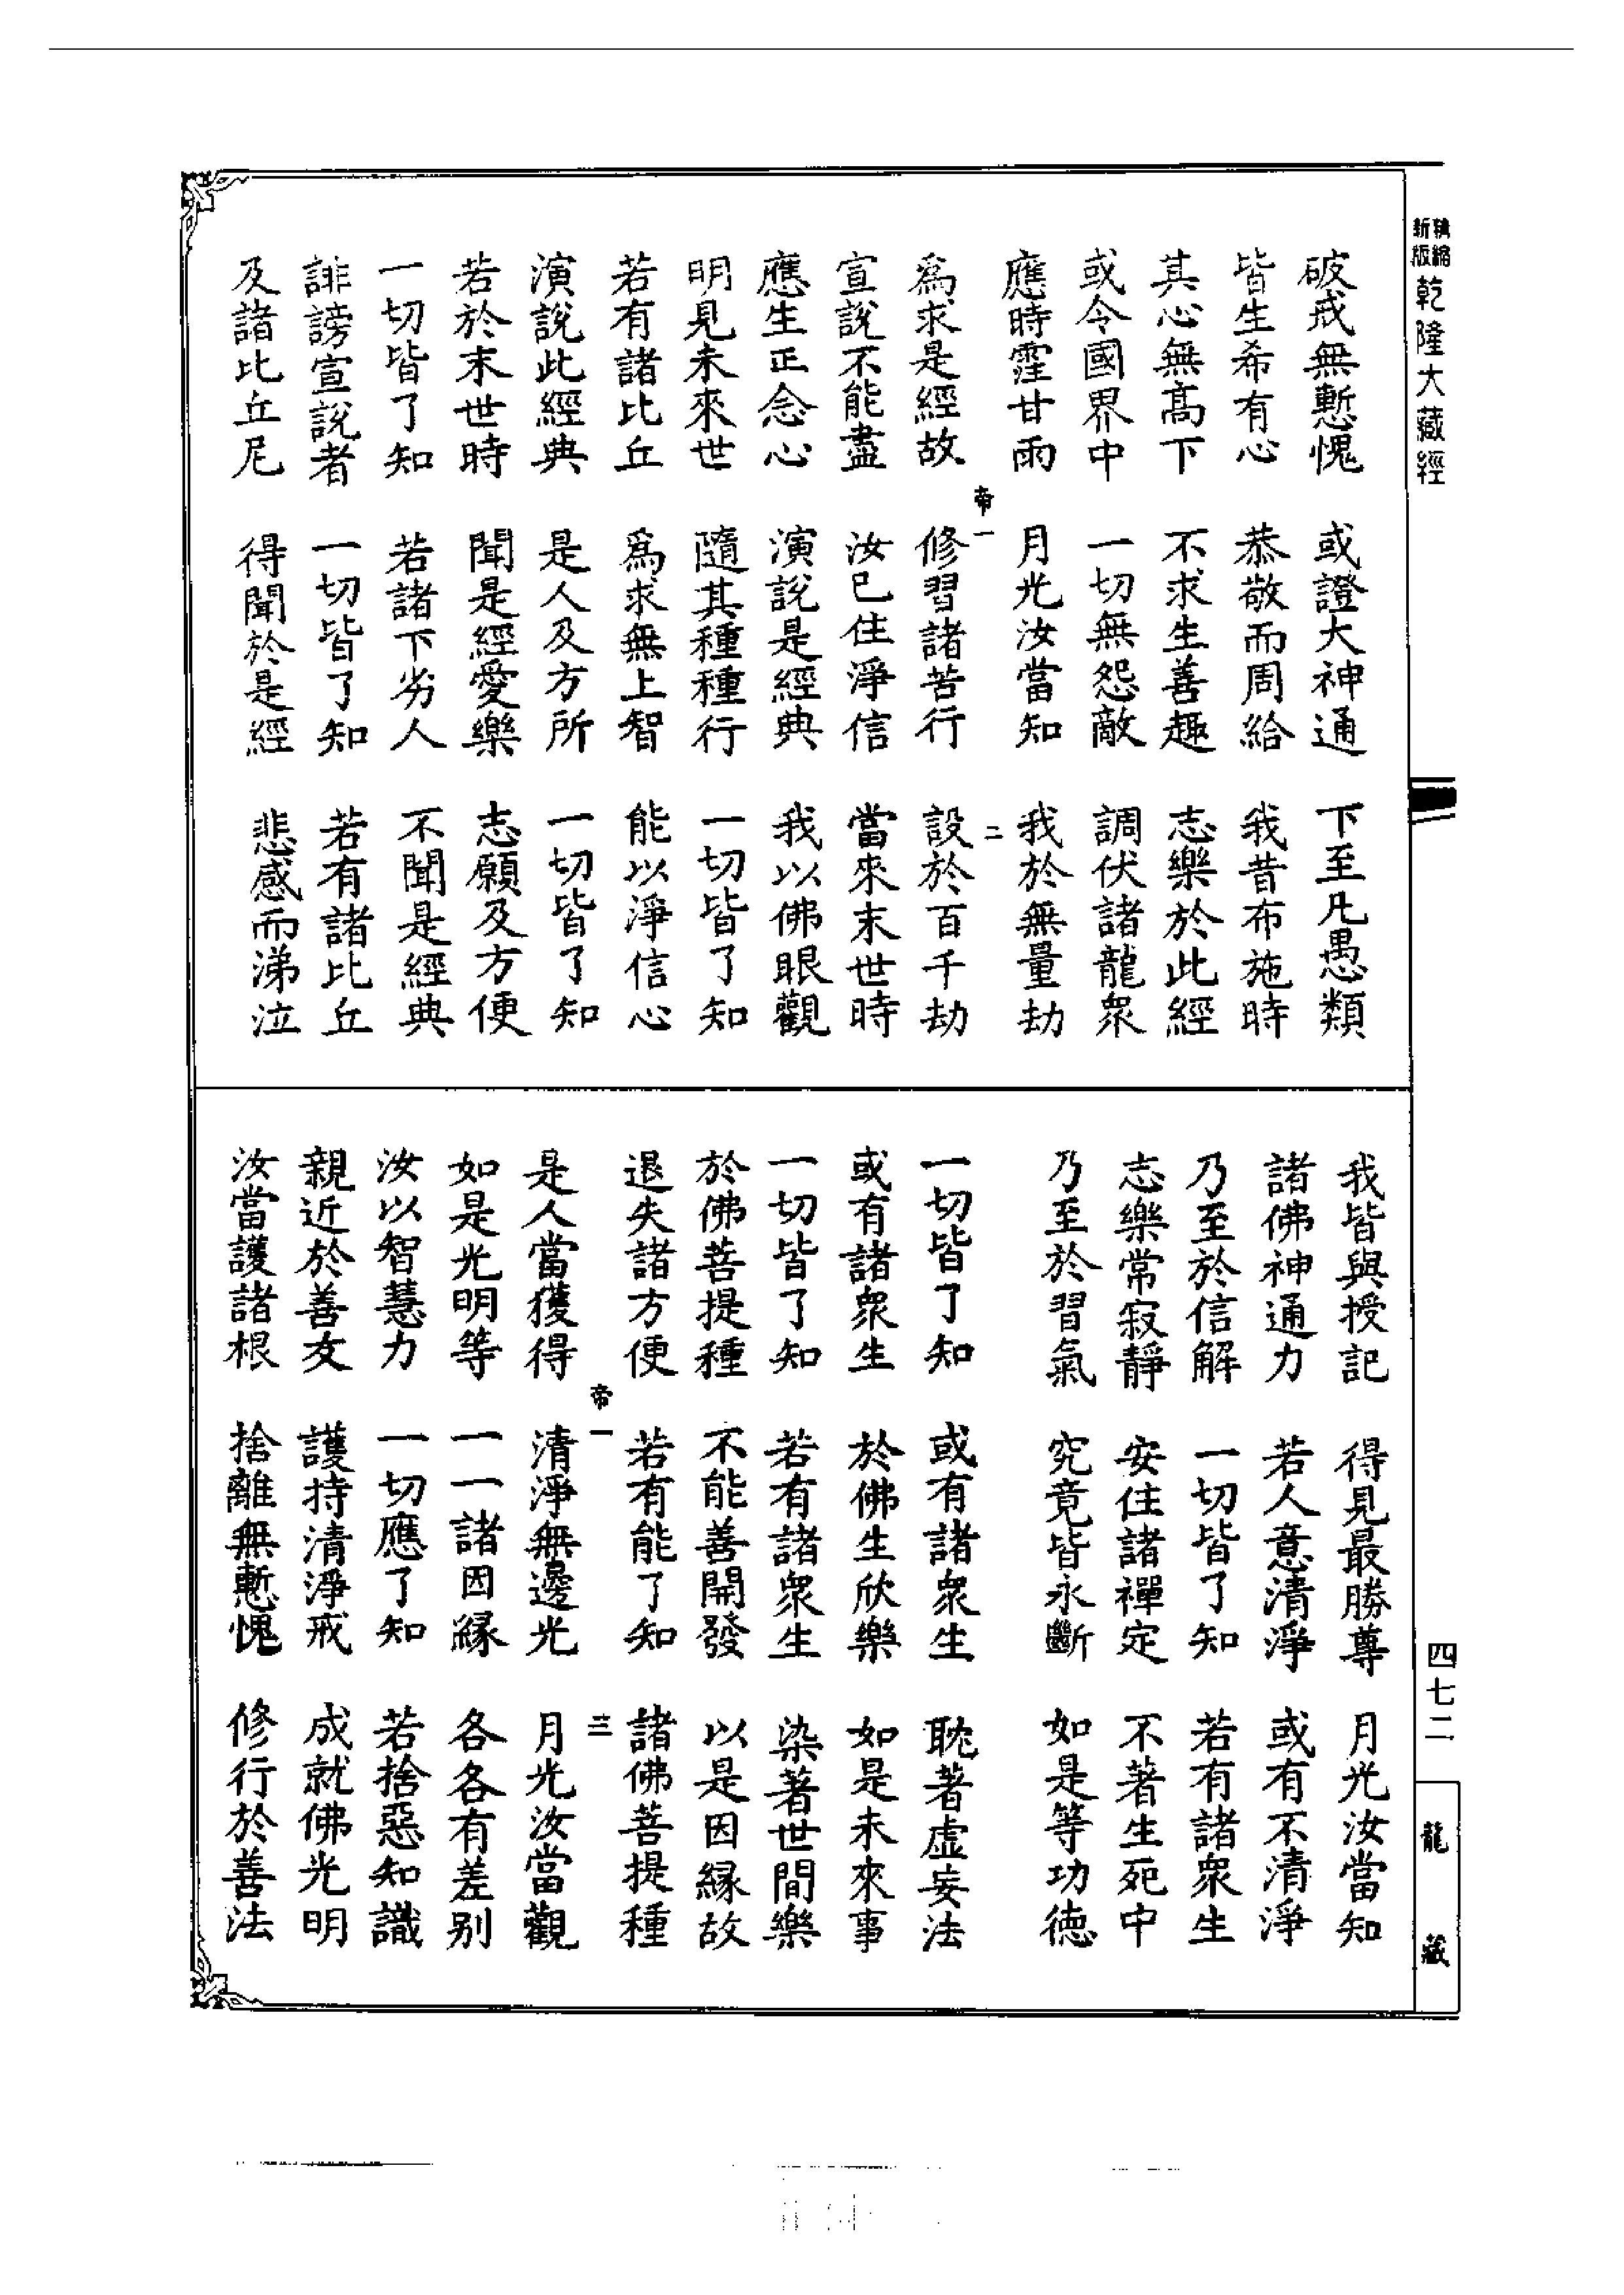 精縮新版乾隆大藏經
破戒無慙愧　或證大神通　下至凡愚類
皆生希有心　恭敬而周給　我昔布施時
其心無髙下　不求生善趣　志樂於此經
或令國界中　一切無怨敵　調伏諸龍衆
應時霔甘雨　月光汝當知　我於無量劫
帝一　二
爲求是經故　修習諸苦行　設於百千劫
宣說不能盡　汝已住淨信　當來末世時
應生正念心　演說是經典　我以佛眼觀
明見未來世　隨其種種行　一切皆了知
若有諸比丘　爲求無上智　能以淨信心
演說此經典　是人及方所　一切皆了知
若於末世時　聞是經愛樂　志願及方便
一切皆了知　若諸下劣人　不聞是經典
誹謗宣說者　一切皆了知　若有諸比丘
及諸比丘尼　得聞於是經　悲感而涕泣
我皆與授記　得見最勝尊　月光汝當知
諸佛神通力　若人意清淨　或有不清淨
乃至於信解　一切皆了知　若有諸衆生
志樂常寂靜　安住諸禪定　不著生死中
乃至於習氣　究竟皆永斷　如是等功德
一切皆了知　或有諸衆生　耽著虛妄法
或有諸衆生　於佛生欣樂　如是未來事
一切皆了知　若有諸衆生　染著世間樂
於佛菩提種　不能善開發　以是因縁故
退失諸方便　若有能了知　諸佛菩提種
帝一　三
是人當獲得　清淨無邊光　月光汝當觀
如是光明等　一一諸因縁　各各有差别
汝以智慧力　一切應了知　若捨惡知識
親近於善友　護持清淨戒　成就佛光明
汝當護諸根　捨離無慙愧　修行於善法
四七二
龍藏